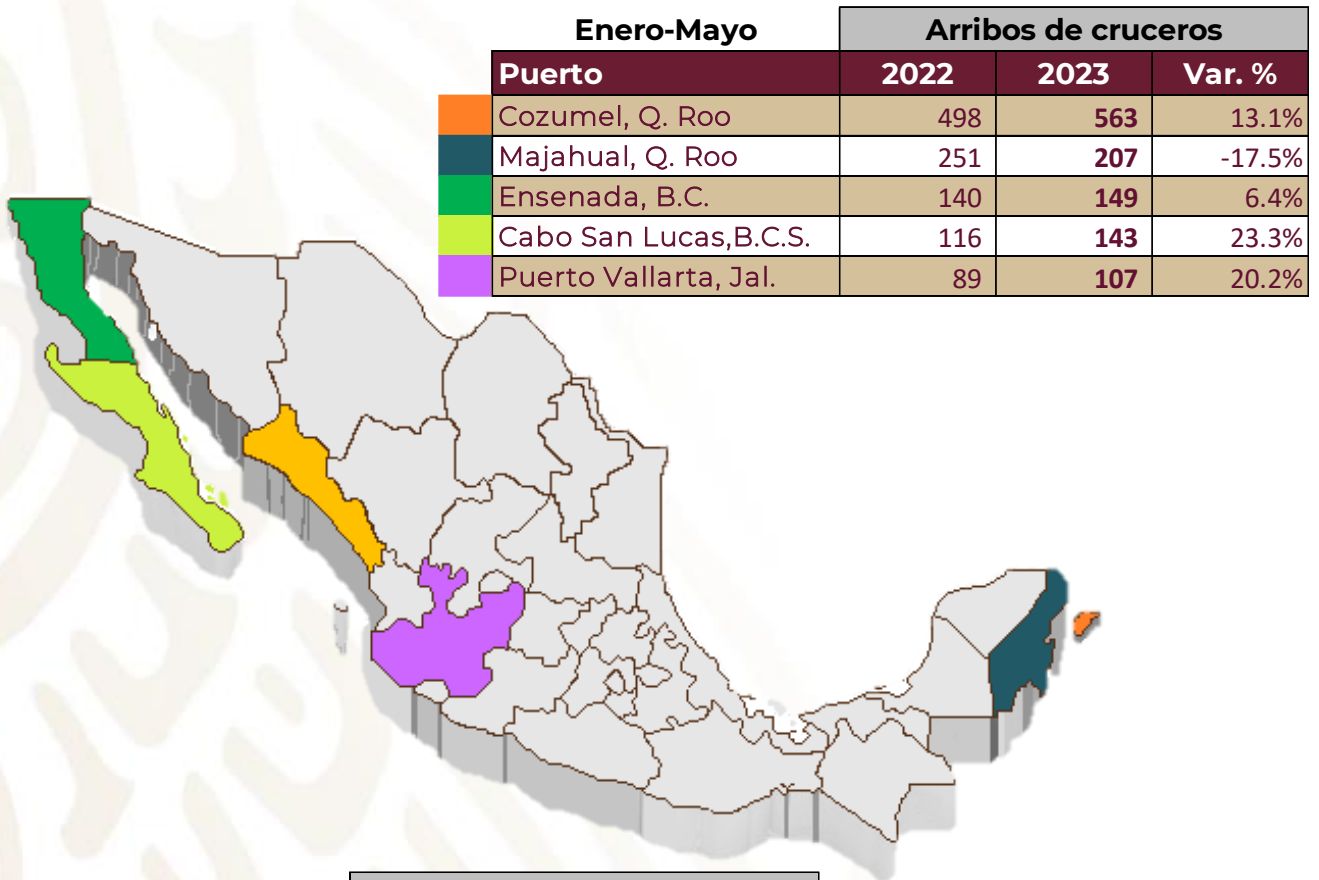 Enero-Mayo Arribos de cruceros
Puerto 2022 2023 Var. %
Cozumel, Q. Roo 498 563 13.1%
Majahual, Q. Roo 251 207 -17.5%
Ensenada, B.C. 140 149 6.4%
Cabo San Lucas,B.C.S. 116 143 23.3%
Puerto Vallarta, Jal. 89 107 20.2%